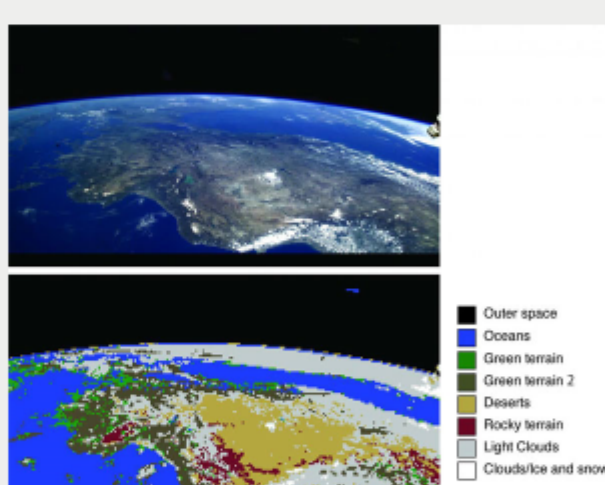 Outer space
Oceans
Green terrain
Green terrain 2
Deserts
Rocky terrain
Light Clouds
Clouds/Ice and snow